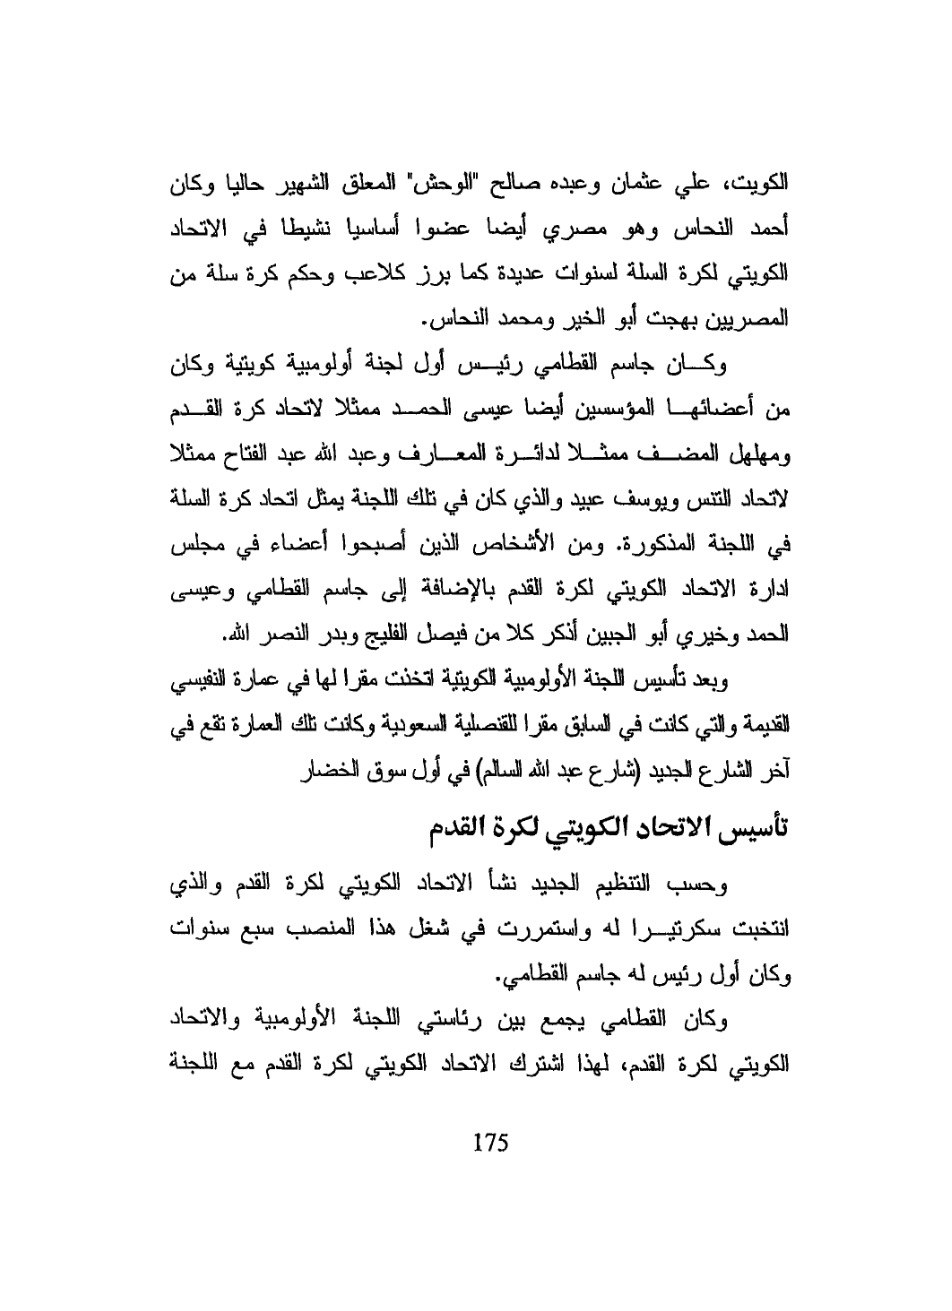 الكويت، علي عثمان وعبده صالح "الوحش" المعلق الشهير حاليا وكان
أحمد النحاس وهو مصري أيضا عضوا أساسيا نشيطا في الاتحاد
الكويتي لكرة السلة لسنوات عديدة كما برز كلاعب وحكم كرة سلة من
المصريين بهجت أبو الخير ومحمد النحاس.
وكـــان جاسم القطامي رئيـــس أول لجنة أولومبية كويتية وكان
من أعضائهـــا المؤسسين أيضا عيسى الحمـــد ممثلا لاتحاد كرة القـــدم
ومهلهل المضـــف ممثـــلا لدائـــرة المعـــارف وعبد الله عبد الفتاح ممثلا
لاتحاد التنس ويوسف عبيد والذي كان في تلك اللجنة يمثل اتحاد كرة السلة
في اللجنة المذكورة. ومن الأشخاص الذين أصبحوا أعضاء في مجلس
ادارة الاتحاد الكويتي لكرة القدم بالإضافة إلى جاسم القطامي وعيسى
الحمد وخيري أبو الجبين أذكر كلا من فيصل الفليج وبدر النصر الله.
وبعد تأسيس اللجنة الأولومبية الكويتية اتخذت مقرا لها في عمارة النفيسي
القديمة والتي كانت في السابق مقرا للقنصلية السعودية وكانت تلك العمارة تقع في
آخر الشارع الجديد (شارع عبد الله السالم) في أول سوق الخضار
تأسيس الاتحاد الكويتي لكرة القدم
وحسب التنظيم الجديد نشأ الاتحاد الكويتي لكرة القدم والذي
انتخبت سكرتيـــرا له واستمررت في شغل هذا المنصب سبع سنوات
وكان أول رئيس له جاسم القطامي.
وكان القطامي يجمع بين رئاستي اللجنة الأولومبية والاتحاد
الكويتي لكرة القدم، لهذا اشترك الاتحاد الكويتي لكرة القدم مع اللجنة
175